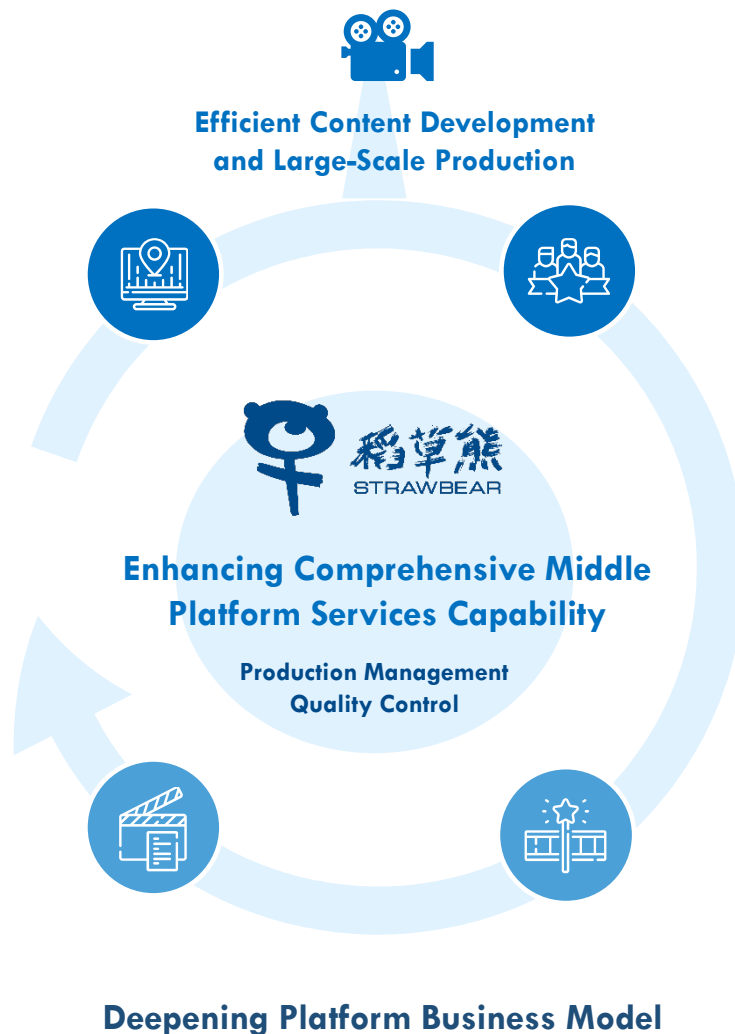 Efficient Content Development
and Large-Scale Production
稻草熊
STRAWBEAR
Enhancing Comprehensive Middle
Platform Services Capability
Production Management
Quality Control
Deepening Platform Business Model